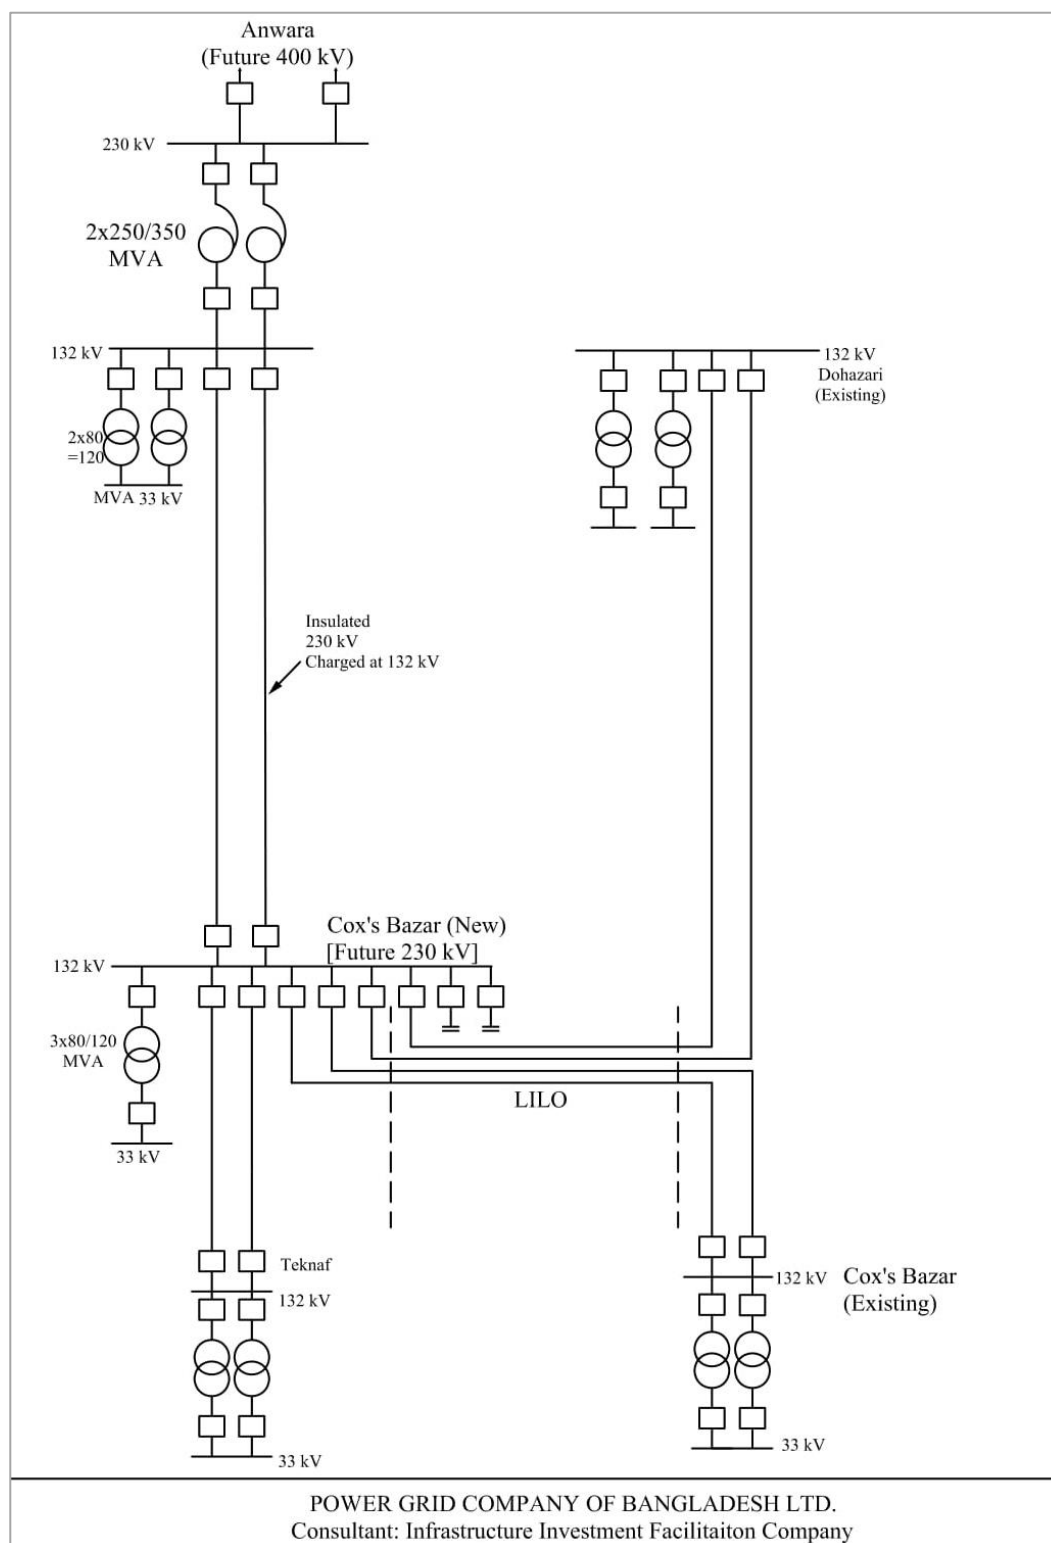 Anwara
(Future 400 kV)
230 kV
2x250/350
MVA
132 kV
2x80
=120
MVA 33 kV
132 kV
Dohazari
(Existing)
Insulated
230 kV
Charged at 132 kV
Cox's Bazar (New)
[Future 230 kV]
132 kV
3x80/120
MVA
33 kV
LILO
Teknaf
132 kV
33 kV
132 kV
Cox's Bazar
(Existing)
33 kV
POWER GRID COMPANY OF BANGLADESH LTD.
Consultant: Infrastructure Investment Facilitaiton Company